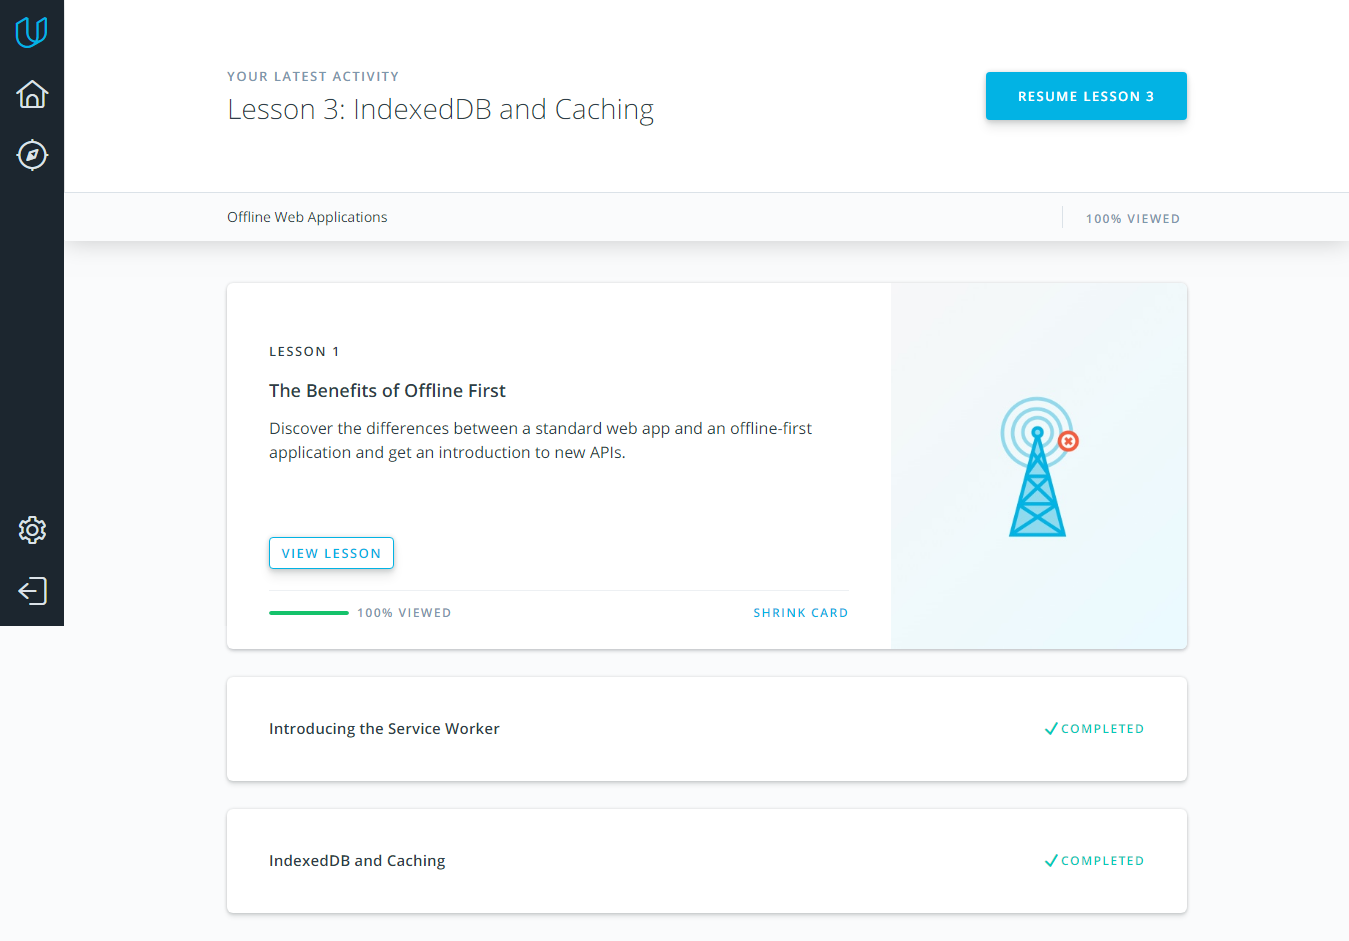 YOUR LATEST ACTIVITY
Lesson 3: IndexedDB and Caching
RESUME LESSON 3
Offline Web Applications
100% VIEWED
LESSON 1
The Benefits of Offline First
Discover the differences between a standard web app and an offline-first
application and get an introduction to new APIs.
VIEW LESSON
100% VIEWED
SHRINK CARD
Introducing the Service Worker
COMPLETED
IndexedDB and Caching
COMPLETED